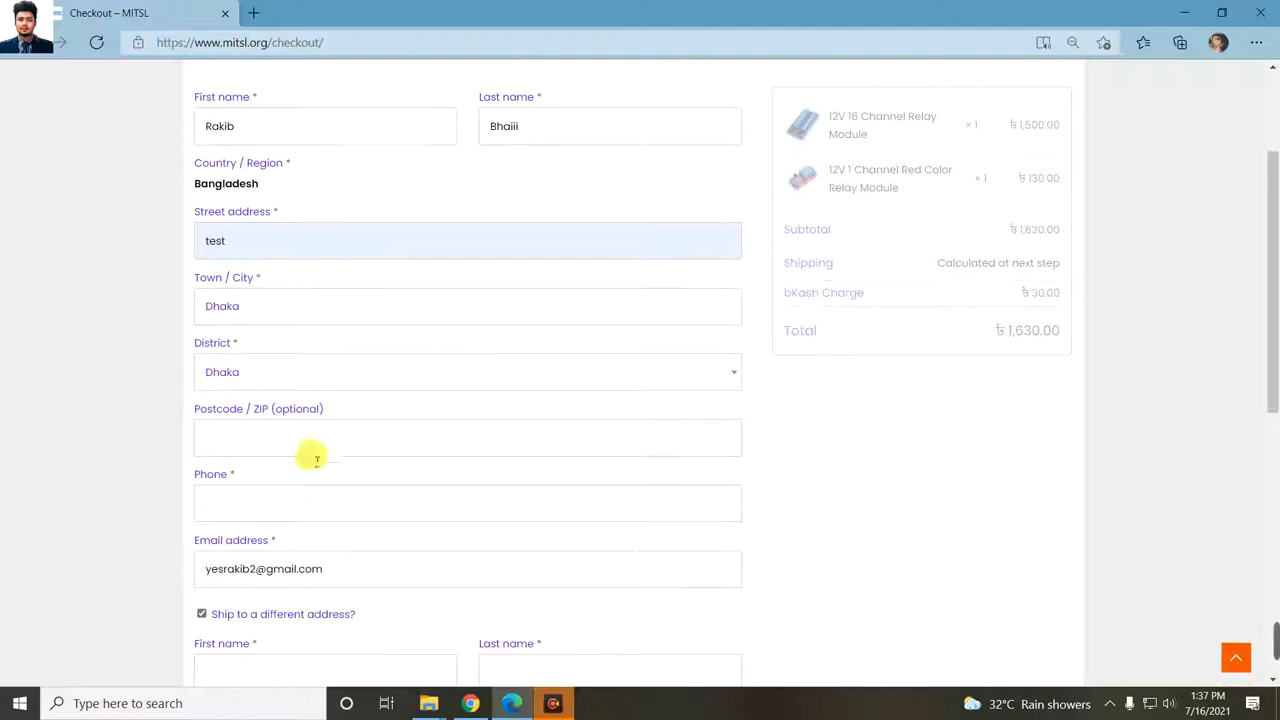 Checkout – MITSL
https://www.mitsl.org/checkout/
First name *
Last name *
Rakib
Bhaiii
Country / Region *
Bangladesh
Street address *
test
Town / City *
Dhaka
District *
Dhaka
Postcode / ZIP (optional)
Phone *
Email address *
yesrakib2@gmail.com
Ship to a different address?
First name *
Last name *
12V 16 Channel Relay
Module
× 1
৳ 1,500.00
12V 1 Channel Red Color
Relay Module
× 1
৳ 130.00
Subtotal
৳ 1,630.00
Shipping
Calculated at next step
bKash Charge
৳ 30.00
Total
৳ 1,630.00
Type here to search
32°C Rain showers
1:37 PM
7/16/2021